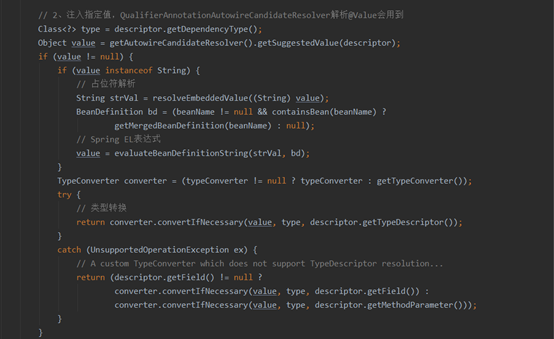 // 2、注入指定值，QualifierAnnotationAutowireCandidateResolver解析@Value会用到
Class<?> type = descriptor.getDependencyType();
Object value = getAutowireCandidateResolver().getSuggestedValue(descriptor);
if (value != null) {
    if (value instanceof String) {
        // 占位符解析
        String strVal = resolveEmbeddedValue((String) value);
        BeanDefinition bd = (beanName != null && containsBean(beanName) ?
                getMergedBeanDefinition(beanName) : null);
        // Spring EL表达式
        value = evaluateBeanDefinitionString(strVal, bd);
    }
    TypeConverter converter = (typeConverter != null ? typeConverter : getTypeConverter());
    try {
        // 类型转换
        return converter.convertIfNecessary(value, type, descriptor.getTypeDescriptor());
    }
    catch (UnsupportedOperationException ex) {
        // A custom TypeConverter which does not support TypeDescriptor resolution...
        return (descriptor.getField() != null ?
                converter.convertIfNecessary(value, type, descriptor.getField()) :
                converter.convertIfNecessary(value, type, descriptor.getMethodParameter()));
    }
}